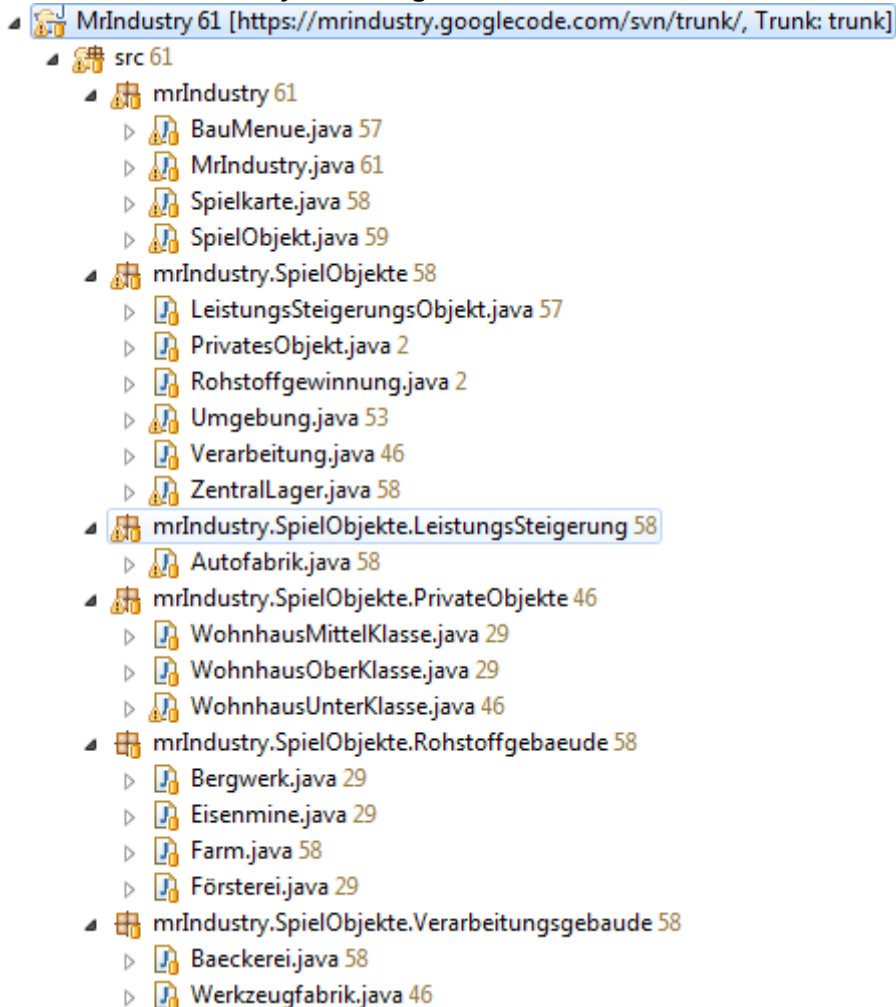 MrIndustry 61 [https://mrindustry.googlecode.com/svn/trunk/, Trunk: trunk]
src 61
mrIndustry 61
BauMenue.java 57
MrIndustry.java 61
Spielkarte.java 58
SpielObjekt.java 59
mrIndustry.SpielObjekte 58
LeistungsSteigerungsObjekt.java 57
PrivatesObjekt.java 2
Rohstoffgewinnung.java 2
Umgebung.java 53
Verarbeitung.java 46
ZentralLager.java 58
mrIndustry.SpielObjekte.LeistungsSteigerung 58
Autofabrik.java 58
mrIndustry.SpielObjekte.PrivateObjekte 46
WohnhausMittelKlasse.java 29
WohnhausOberKlasse.java 29
WohnhausUnterKlasse.java 46
mrIndustry.SpielObjekte.Rohstoffgebaeude 58
Bergwerk.java 29
Eisenmine.java 29
Farm.java 58
Försterei.java 29
mrIndustry.SpielObjekte.Verarbeitungsgebaude 58
Baeckerei.java 58
Werkzeugfabrik.java 46